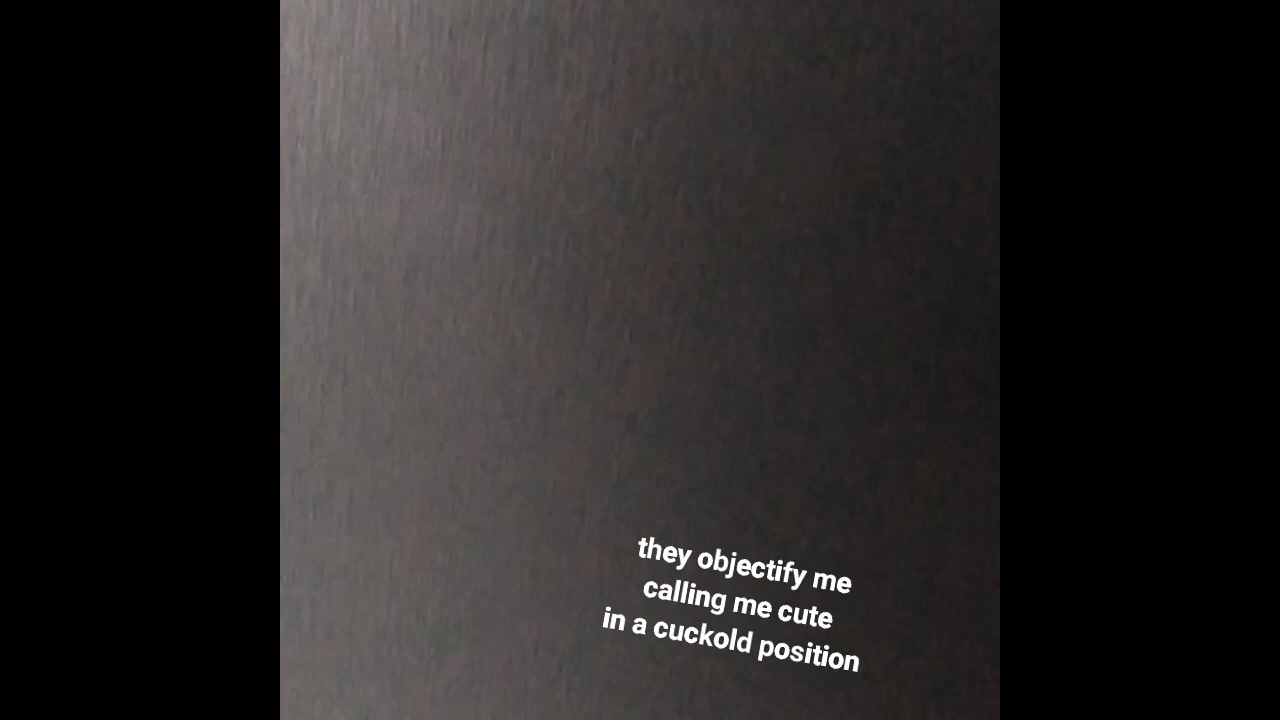 they objectify me
calling me cute
in a cuckold position